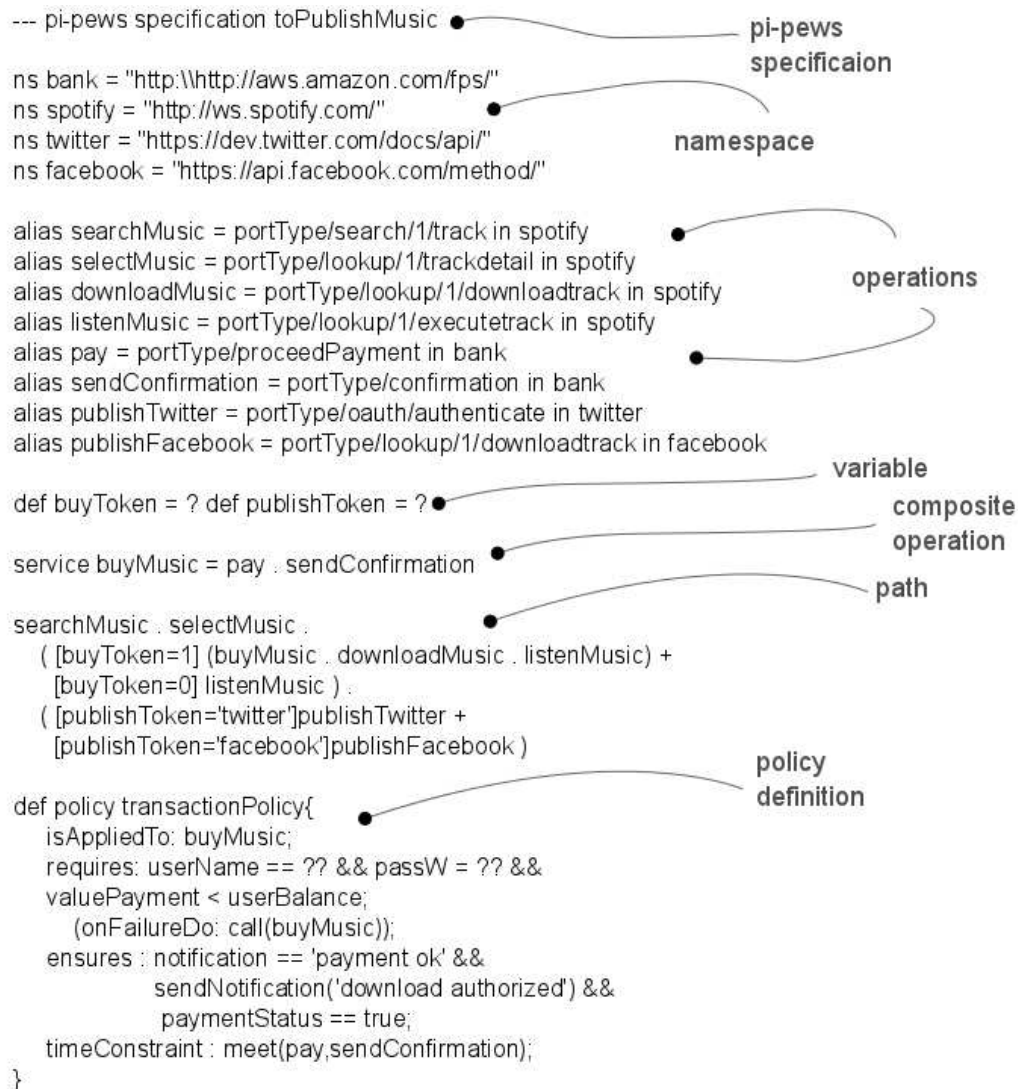 --- pi-pews specification toPublishMusic
pi-pews
specificaion
ns bank = "http:\\http://aws.amazon.com/fps/"
ns spotify = "http://ws.spotify.com/"
ns twitter = "https://dev.twitter.com/docs/api/"
namespace
ns facebook = "https://api.facebook.com/method/"
alias searchMusic = portType/search/1/track in spotify
alias selectMusic = portType/lookup/1/trackdetail in spotify
operations
alias downloadMusic = portType/lookup/1/downloadtrack in spotify
alias listenMusic = portType/lookup/1/executetrack in spotify
alias pay = portType/proceedPayment in bank
alias sendConfirmation = portType/confirmation in bank
alias publishTwitter = portType/oauth/authenticate in twitter
alias publishFacebook = portType/lookup/1/downloadtrack in facebook
variable
def buyToken = ? def publishToken = ?
composite
operation
service buyMusic = pay . sendConfirmation
path
searchMusic . selectMusic .
( [buyToken=1] (buyMusic . downloadMusic . listenMusic) +
[buyToken=0] listenMusic ) .
( [publishToken='twitter']publishTwitter +
[publishToken='facebook']publishFacebook )
policy
definition
def policy transactionPolicy{
isAppliedTo: buyMusic;
requires: userName == ?? && passW = ?? &&
valuePayment < userBalance;
(onFailureDo: call(buyMusic));
ensures : notification == 'payment ok' &&
sendNotification('download authorized') &&
paymentStatus == true;
timeConstraint : meet(pay,sendConfirmation);
}